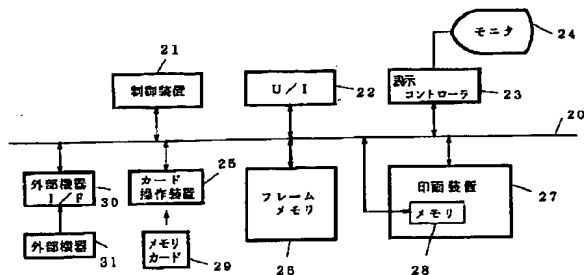 21
制御装置
U/I
22
モニタ
24
表示
コントローラ
23
20
外部機器
I/F
30
外部機器
31
カード
操作装置
25
メモリ
カード
29
フレーム
メモリ
26
印画装置
27
メモリ
28